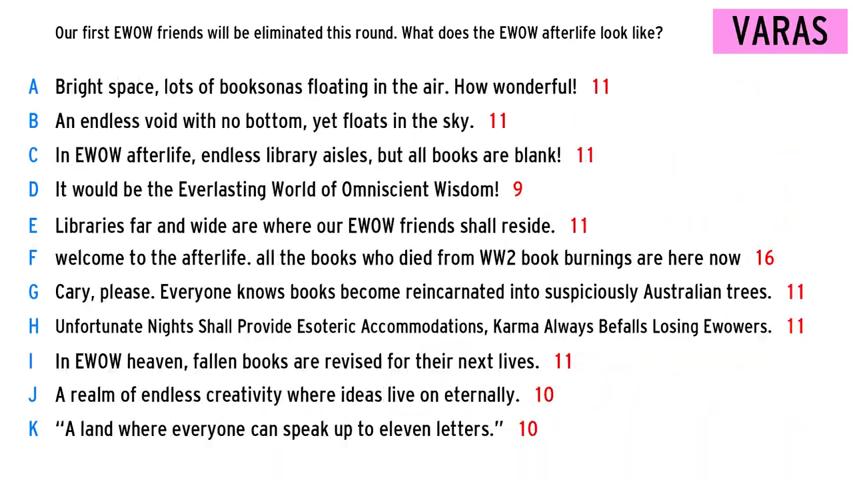 Our first EWOW friends will be eliminated this round. What does the EWOW afterlife look like?
VARAS
A Bright space, lots of booksonas floating in the air. How wonderful! 11
B An endless void with no bottom, yet floats in the sky. 11
C In EWOW afterlife, endless library aisles, but all books are blank! 11
D It would be the Everlasting World of Omniscient Wisdom! 9
E Libraries far and wide are where our EWOW friends shall reside. 11
F welcome to the afterlife. all the books who died from WW2 book burnings are here now 16
G Cary, please. Everyone knows books become reincarnated into suspiciously Australian trees. 11
H Unfortunate Nights Shall Provide Esoteric Accommodations, Karma Always Befalls Losing Ewowers. 11
I In EWOW heaven, fallen books are revised for their next lives. 11
J A realm of endless creativity where ideas live on eternally. 10
K “A land where everyone can speak up to eleven letters.” 10